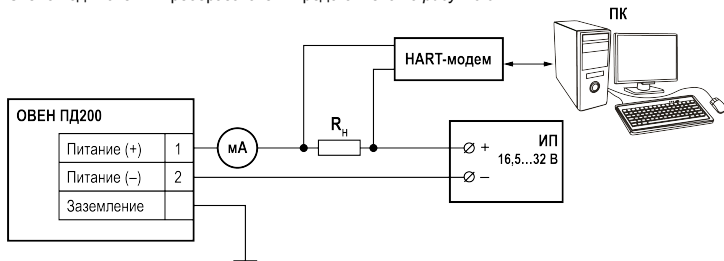 ПК
HART-модем
ОВЕН ПД200
Питание (+) 1
Питание (–) 2
Заземление
мА
Rн
ИП
16,5...32 В
+
–